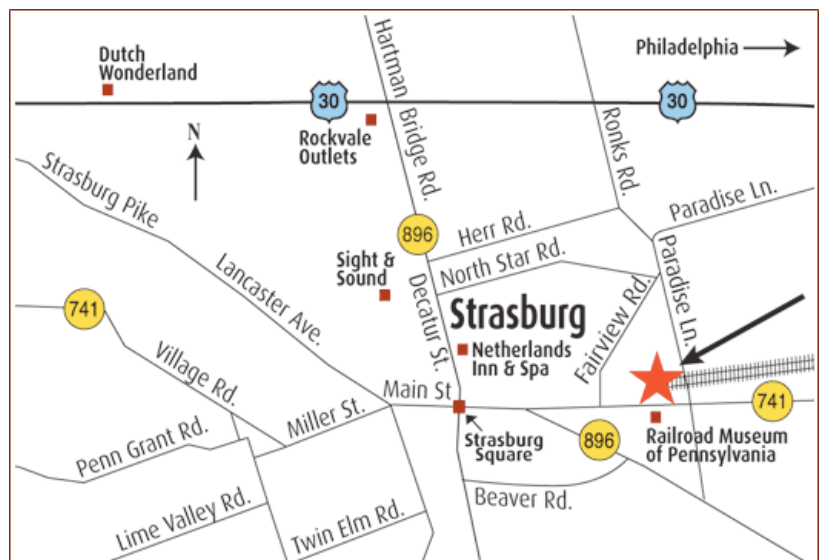 Dutch
Wonderland
Hartman Bridge Rd.
Philadelphia
30
30
Rockvale
Outlets
N
Ronks Rd.
Strasburg Pike
Paradise Ln.
896
Herr Rd.
North Star Rd.
Sight &
Sound
Lancaster Ave.
Decatur St.
Paradise Ln.
741
Strasburg
Fairview Rd.
Netherlands
Inn & Spa
Village Rd.
Main St
741
Miller St.
Strasburg
Square
896
Railroad Museum
of Pennsylvania
Penn Grant Rd.
Beaver Rd.
Lime Valley Rd.
Twin Elm Rd.